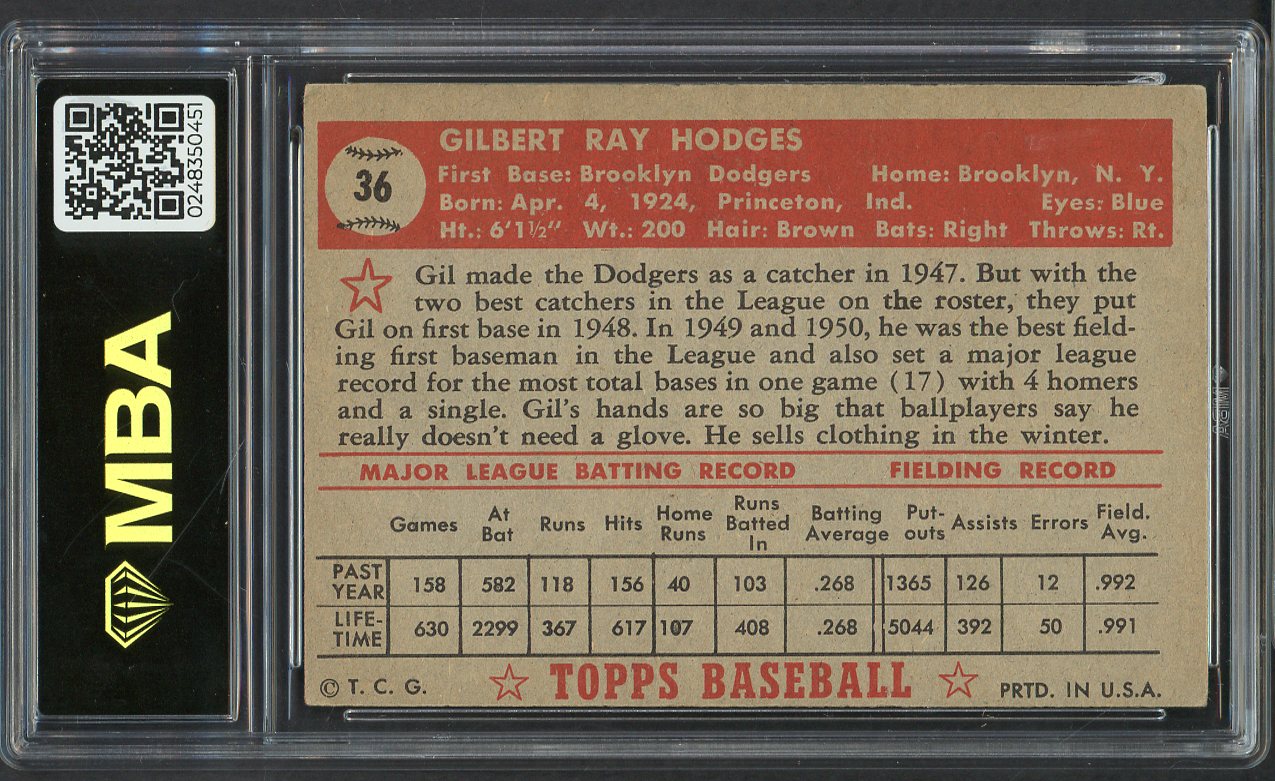 0248350451
MBA
36
GILBERT RAY HODGES
First Base: Brooklyn Dodgers Home: Brooklyn, N. Y.
Born: Apr. 4, 1924, Princeton, Ind. Eyes: Blue
Ht.: 6'1½" Wt.: 200 Hair: Brown Bats: Right Throws: Rt.
Gil made the Dodgers as a catcher in 1947. But with the
two best catchers in the League on the roster, they put
Gil on first base in 1948. In 1949 and 1950, he was the best field-
ing first baseman in the League and also set a major league
record for the most total bases in one game (17) with 4 homers
and a single. Gil's hands are so big that ballplayers say he
really doesn't need a glove. He sells clothing in the winter.
MAJOR LEAGUE BATTING RECORD FIELDING RECORD
Games At Bat Runs Hits Home Runs Runs Batted In Batting Average Put-outs Assists Errors Field. Avg.
PAST YEAR 158 582 118 156 40 103 .268 1365 126 12 .992
LIFE-TIME 630 2299 367 617 107 408 .268 5044 392 50 .991
© T. C. G. TOPPS BASEBALL PRTD. IN U.S.A.
MBA